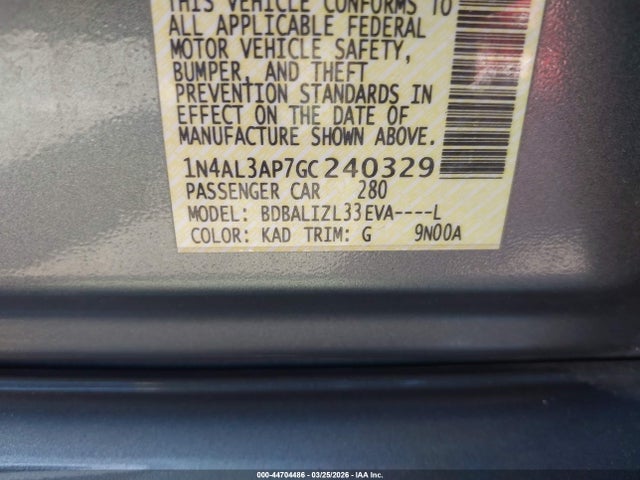 THIS VEHICLE CONFORMS TO
ALL APPLICABLE FEDERAL
MOTOR VEHICLE SAFETY,
BUMPER, AND THEFT
PREVENTION STANDARDS IN
EFFECT ON THE DATE OF
MANUFACTURE SHOWN ABOVE.
1N4AL3AP7GC240329
PASSENGER CAR 280
MODEL: BDBALIZL33EVA----L
COLOR: KAD TRIM: G 9N00A
000-44704486 - 03/25/2026 - IAA Inc.